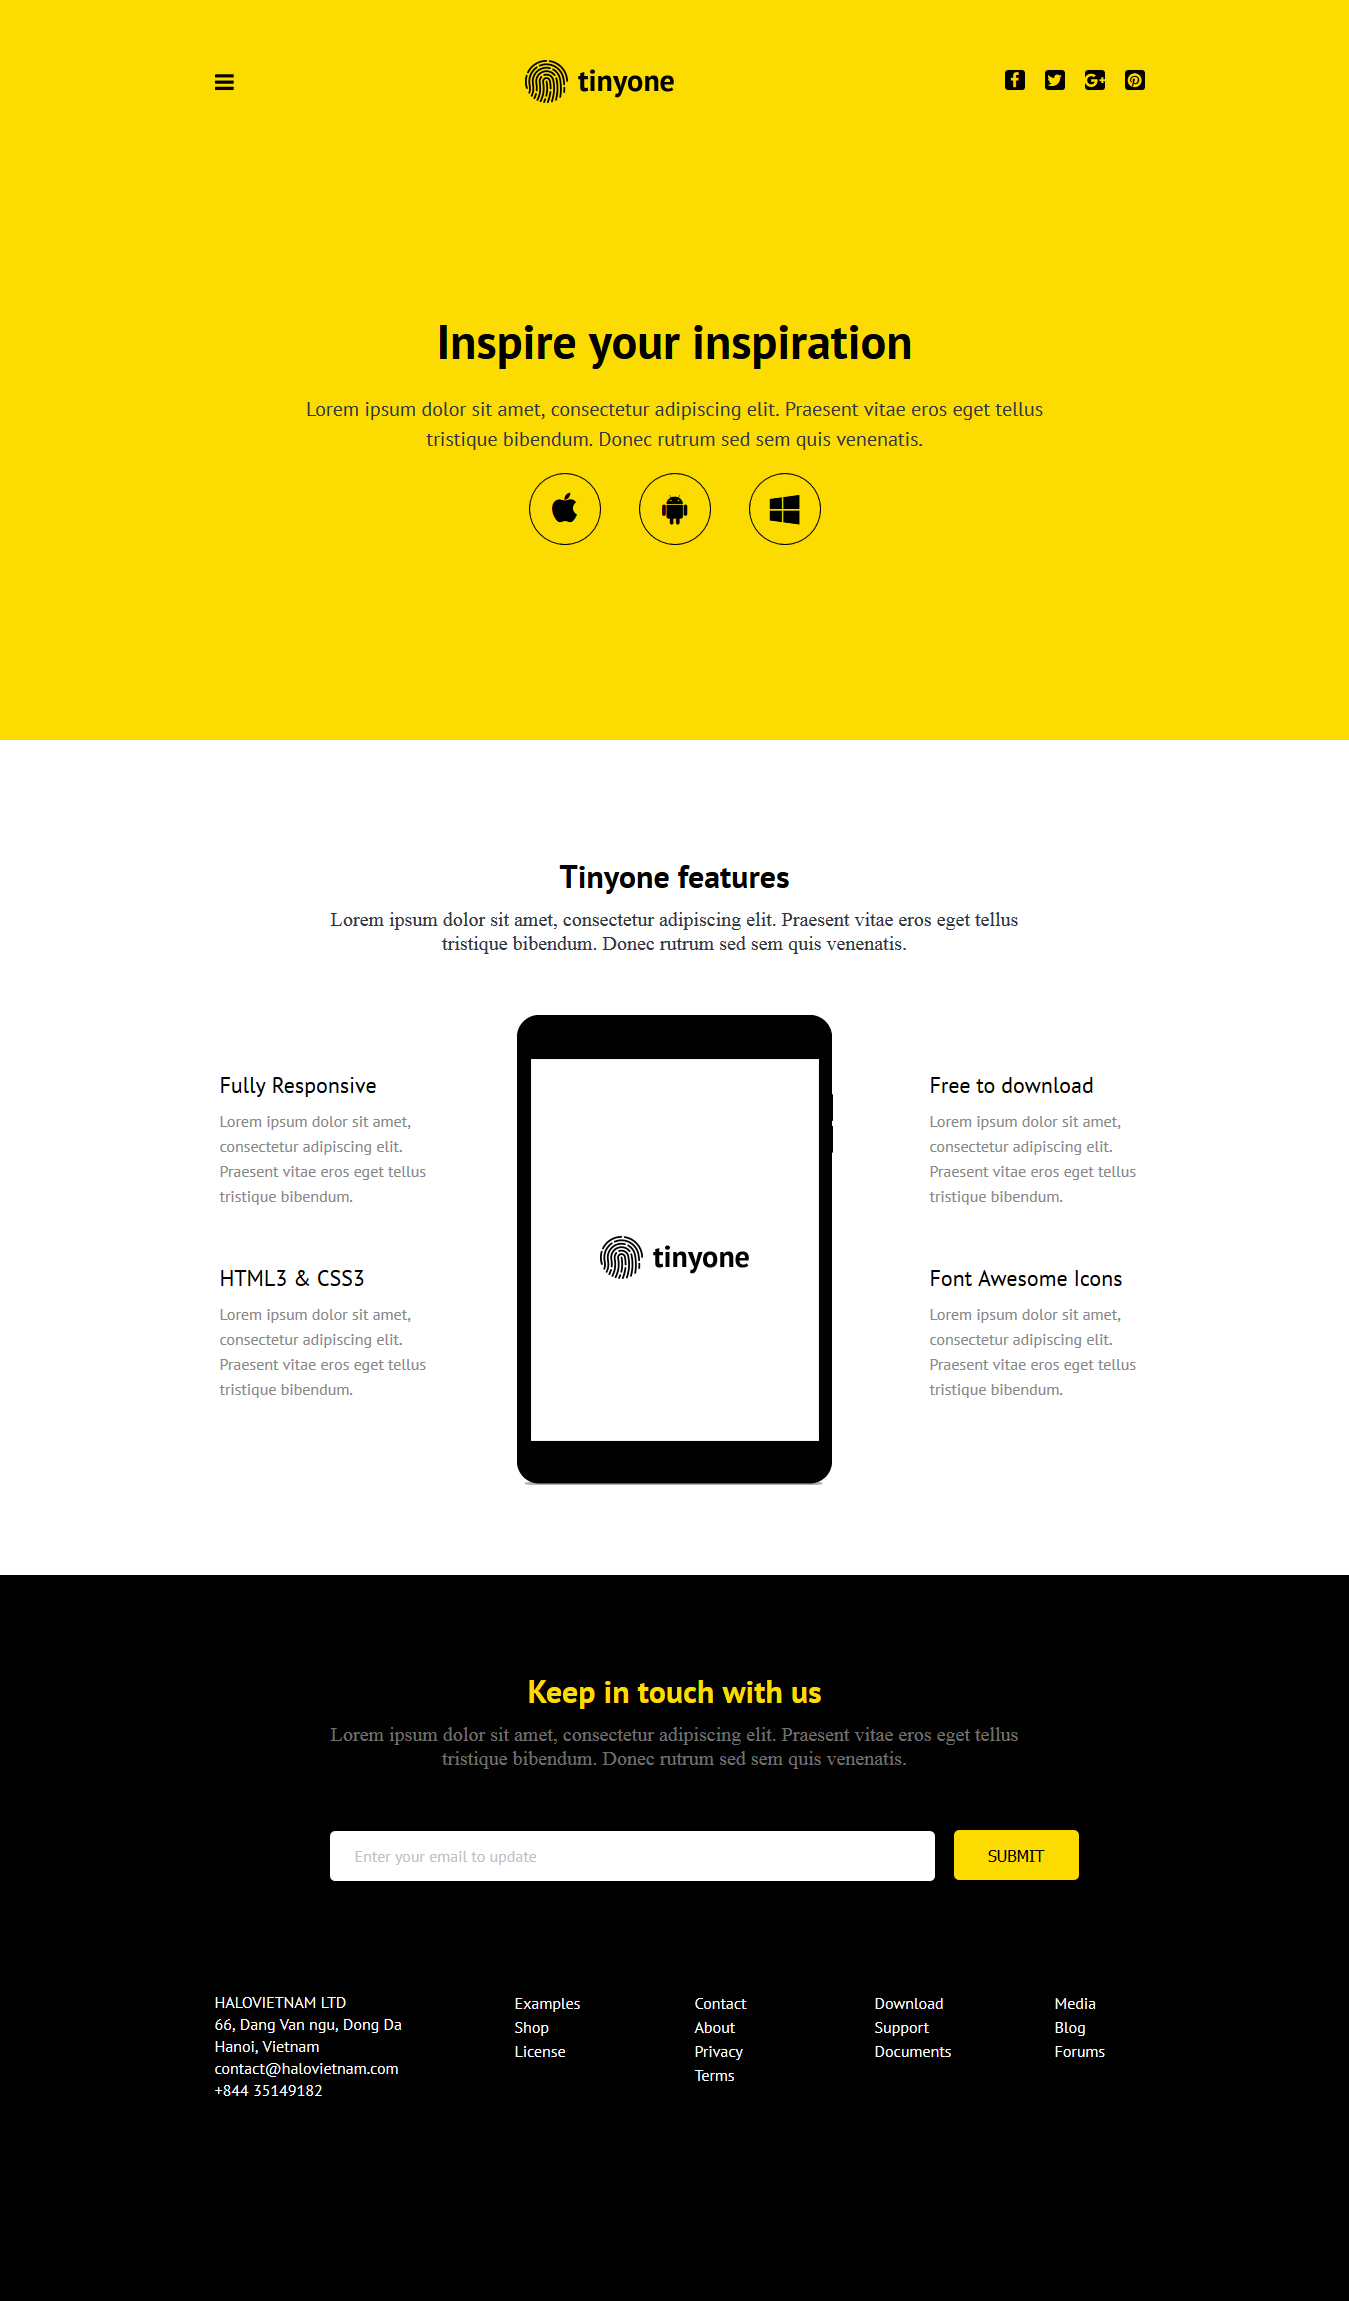 tinyone
Inspire your inspiration
Lorem ipsum dolor sit amet, consectetur adipiscing elit. Praesent vitae eros eget tellus
tristique bibendum. Donec rutrum sed sem quis venenatis.
Tinyone features
Lorem ipsum dolor sit amet, consectetur adipiscing elit. Praesent vitae eros eget tellus
tristique bibendum. Donec rutrum sed sem quis venenatis.
Fully Responsive
Lorem ipsum dolor sit amet,
consectetur adipiscing elit.
Praesent vitae eros eget tellus
tristique bibendum.
HTML3 & CSS3
Lorem ipsum dolor sit amet,
consectetur adipiscing elit.
Praesent vitae eros eget tellus
tristique bibendum.
tinyone
Free to download
Lorem ipsum dolor sit amet,
consectetur adipiscing elit.
Praesent vitae eros eget tellus
tristique bibendum.
Font Awesome Icons
Lorem ipsum dolor sit amet,
consectetur adipiscing elit.
Praesent vitae eros eget tellus
tristique bibendum.
Keep in touch with us
Lorem ipsum dolor sit amet, consectetur adipiscing elit. Praesent vitae eros eget tellus
tristique bibendum. Donec rutrum sed sem quis venenatis.
Enter your email to update
SUBMIT
HALOVIETNAM LTD
66, Dang Van ngu, Dong Da
Hanoi, Vietnam
contact@halovietnam.com
+844 35149182
Examples
Shop
License
Contact
About
Privacy
Terms
Download
Support
Documents
Media
Blog
Forums